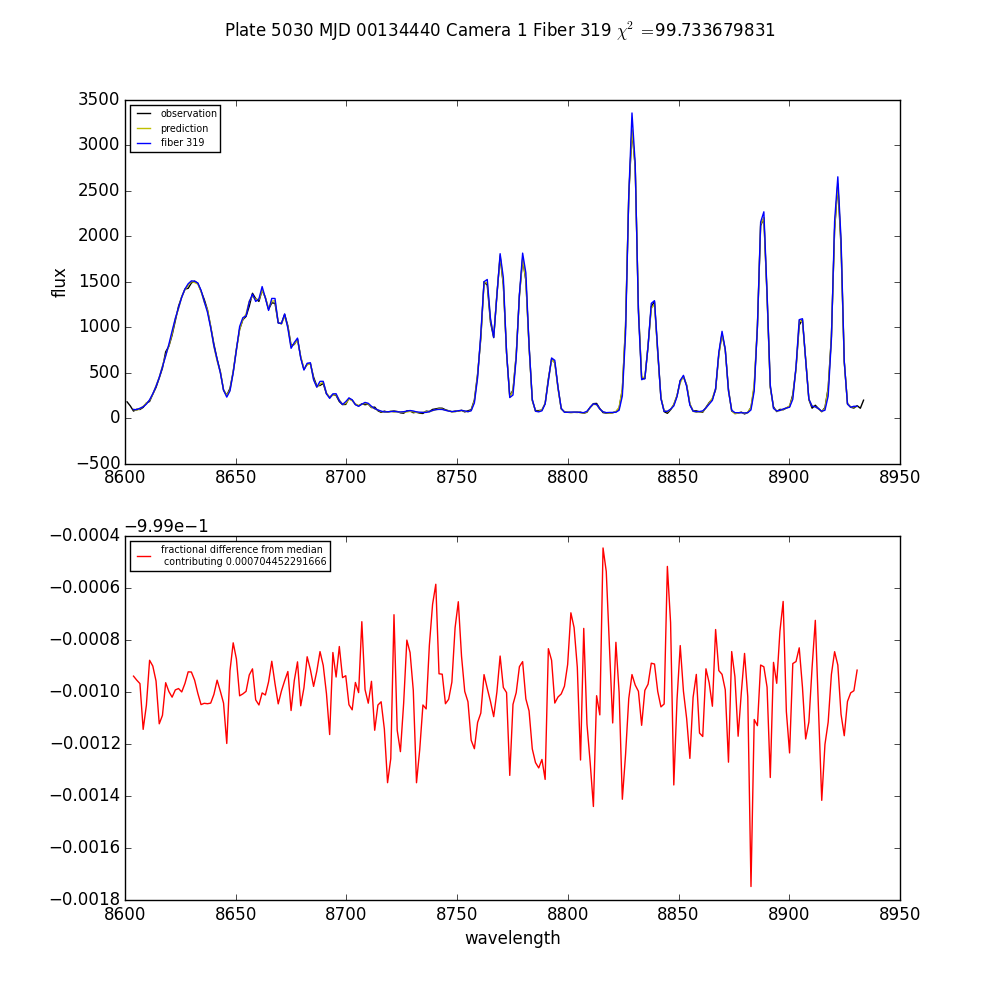 Plate 5030 MJD 00134440 Camera 1 Fiber 319 χ² =99.733679831
3500
3000
2500
2000
1500
1000
500
0
−500
flux
observation
prediction
fiber 319
8600 8650 8700 8750 8800 8850 8900 8950
−9.99e−1
−0.0004
−0.0006
−0.0008
−0.0010
−0.0012
−0.0014
−0.0016
−0.0018
fractional difference from median
contributing 0.000704452291666
8600 8650 8700 8750 8800 8850 8900 8950
wavelength